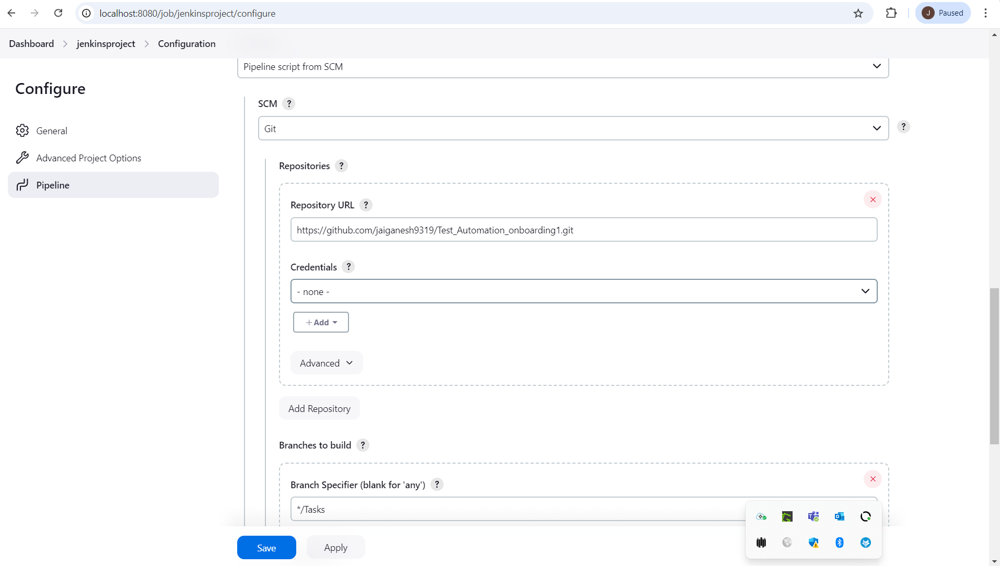 localhost:8080/job/jenkinsproject/configure
J
Paused
Dashboard
jenkinsproject
Configuration
Pipeline script from SCM
Configure
General
Advanced Project Options
Pipeline
SCM ?
Git
?
Repositories ?
Repository URL ?
https://github.com/jaiganesh9319/Test_Automation_onboarding1.git
Credentials ?
- none -
+ Add
Advanced
Add Repository
Branches to build ?
Branch Specifier (blank for 'any') ?
*/Tasks
Save
Apply